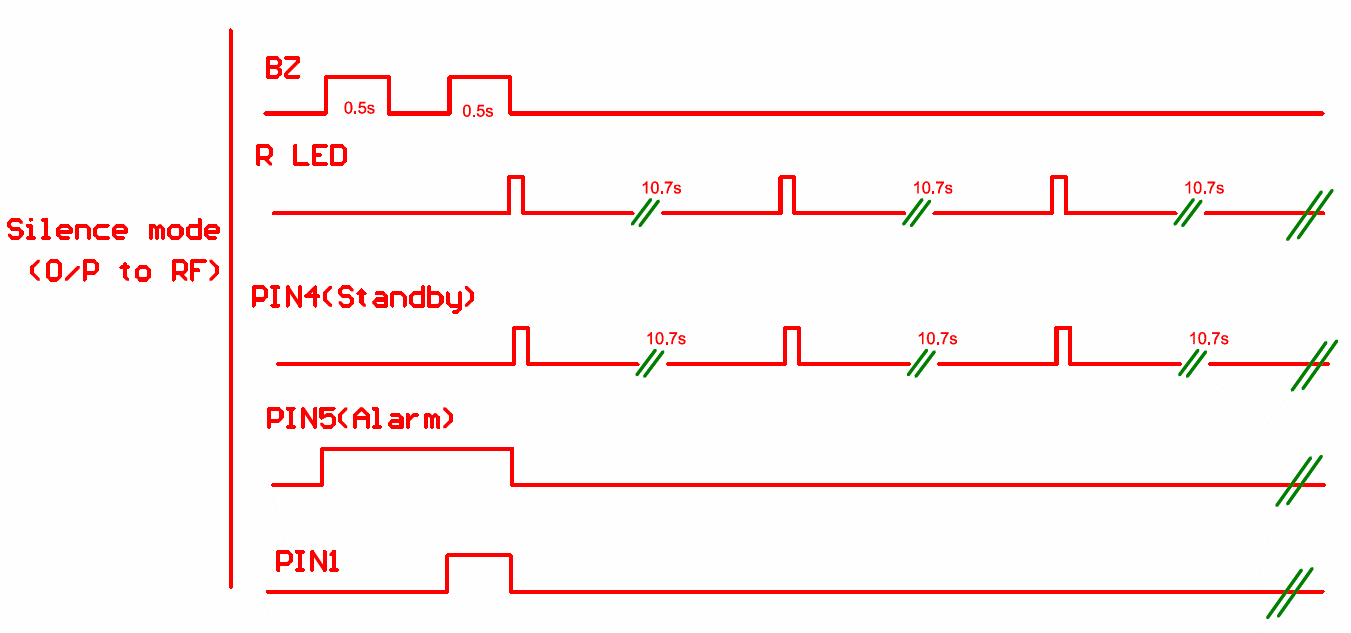 BZ
0.5s 0.5s
R LED
10.7s 10.7s 10.7s
Silence mode
(O/P to RF)
PIN4(Standby)
10.7s 10.7s 10.7s
PIN5(Alarm)
PIN1